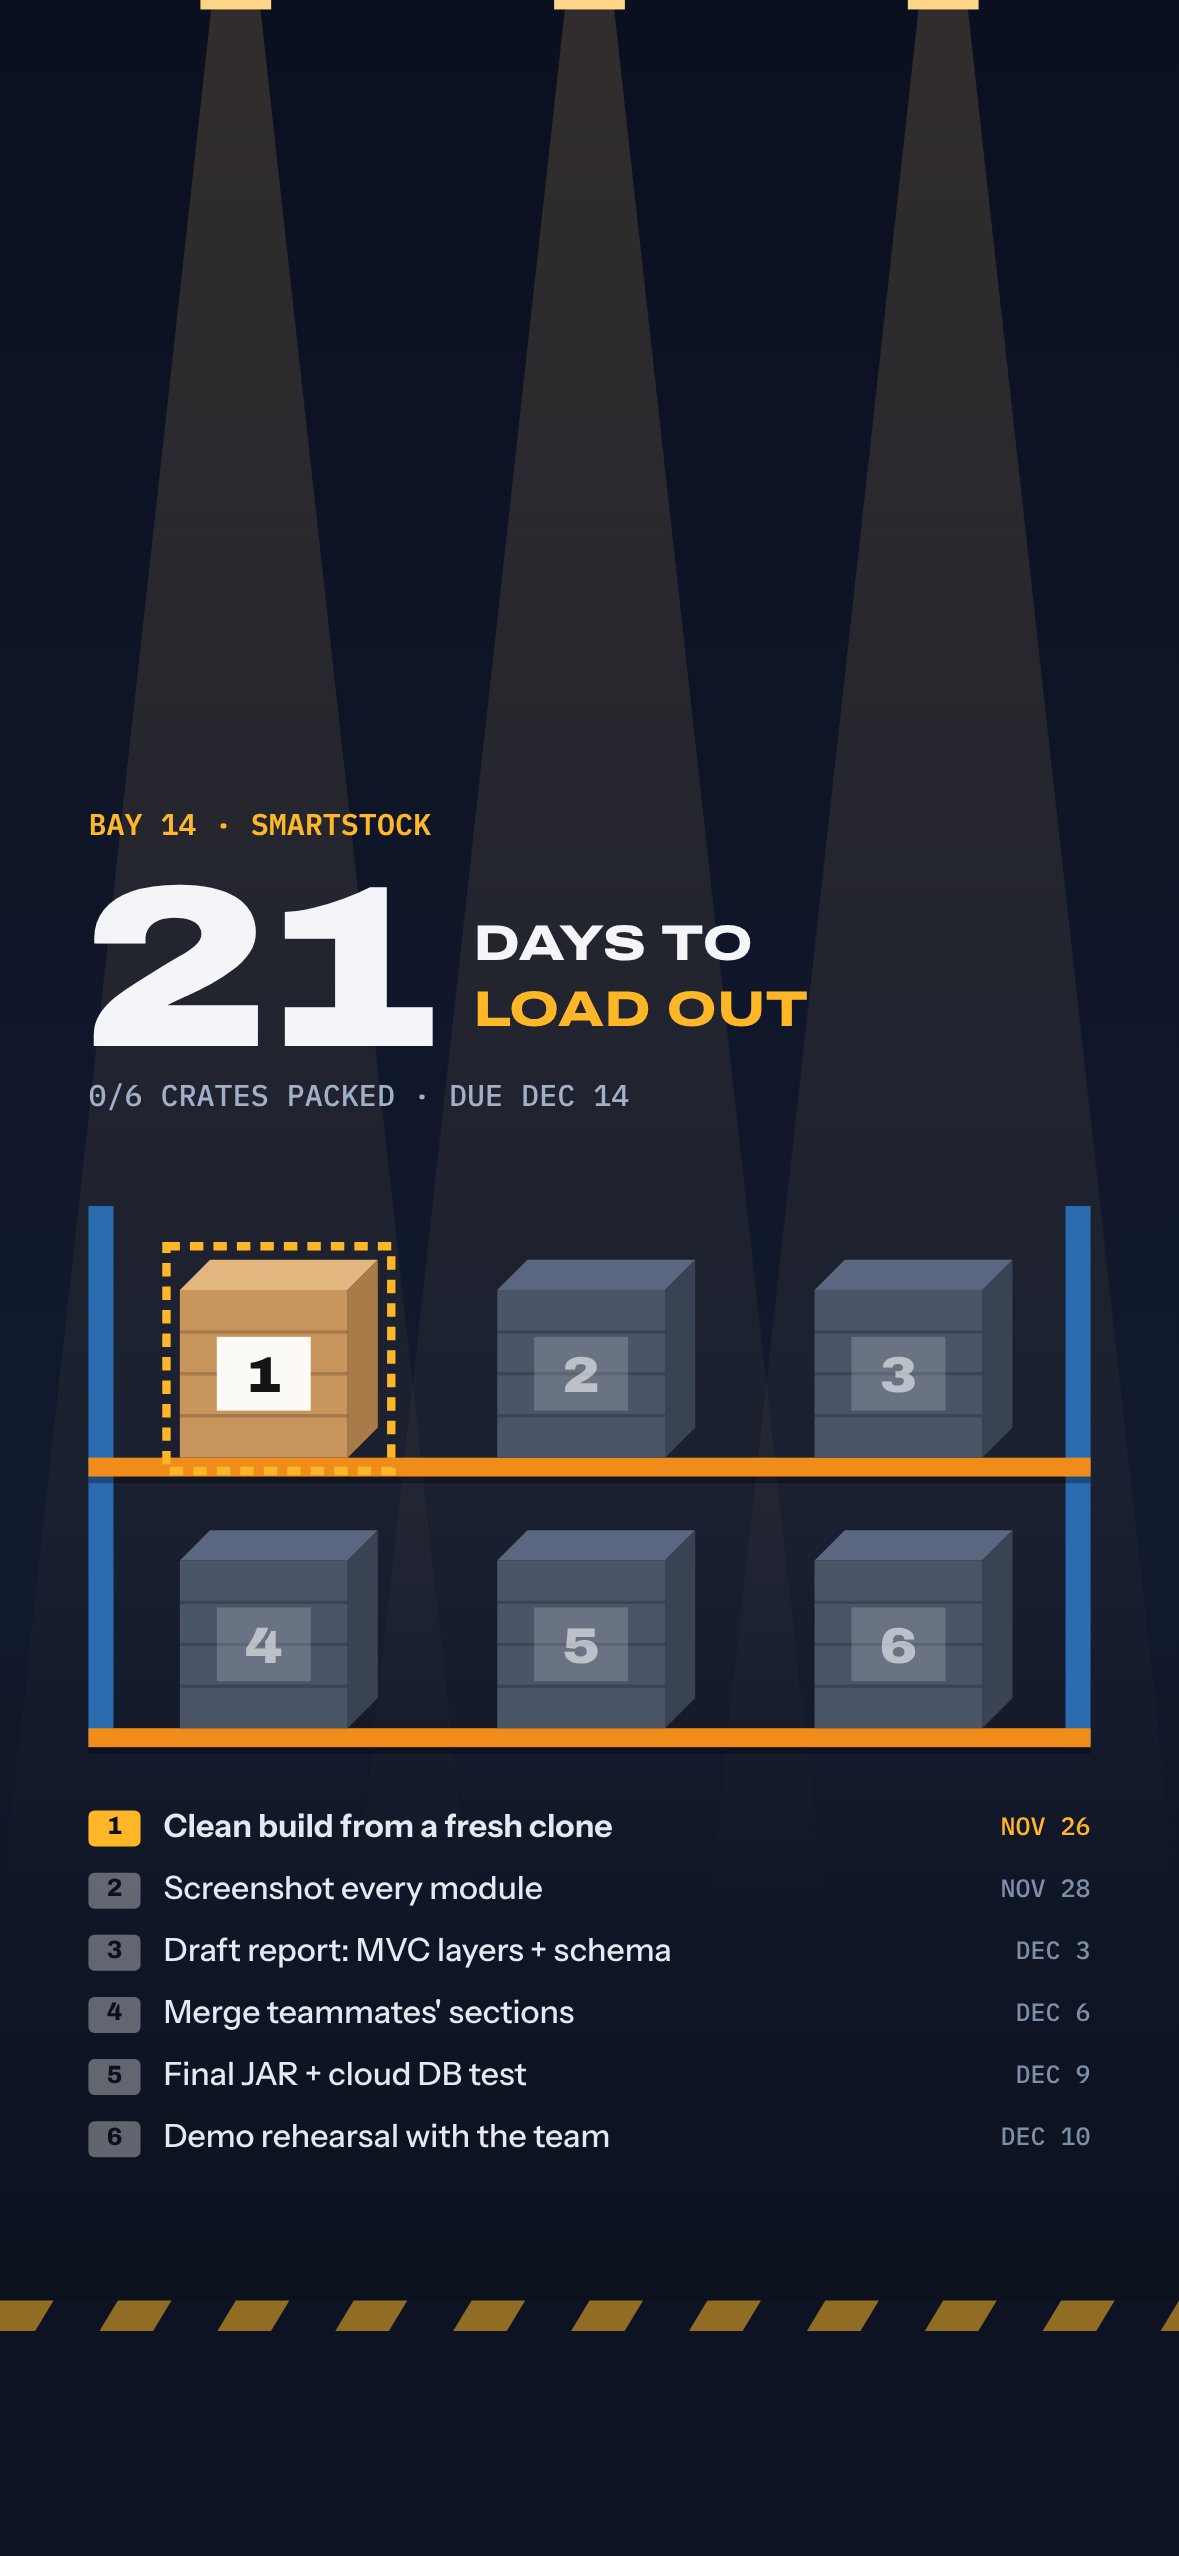 BAY 14 · SMARTSTOCK
21
DAYS TO
LOAD OUT
0/6 CRATES PACKED · DUE DEC 14
1
2
3
4
5
6
1 Clean build from a fresh clone NOV 26
2 Screenshot every module NOV 28
3 Draft report: MVC layers + schema DEC 3
4 Merge teammates' sections DEC 6
5 Final JAR + cloud DB test DEC 9
6 Demo rehearsal with the team DEC 10